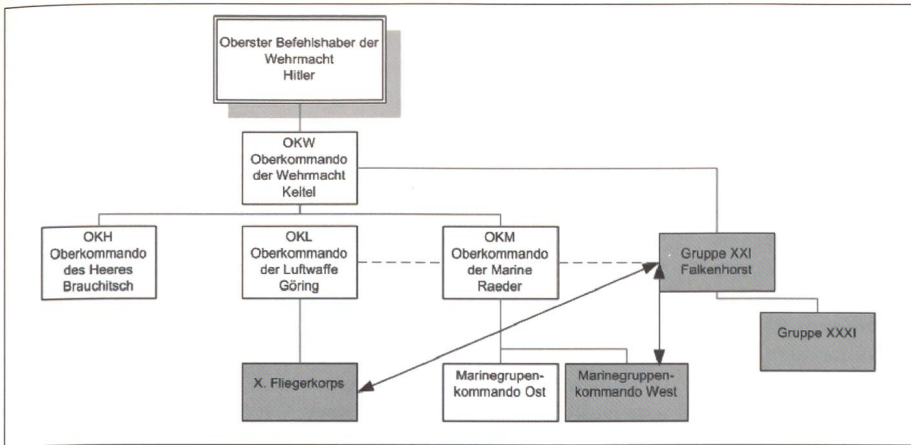 Oberster Befehlshaber der
Wehrmacht
Hitler
OKW
Oberkommando
der Wehrmacht
Keitel
OKH
Oberkommando
des Heeres
Brauchitsch
OKL
Oberkommando
der Luftwaffe
Göring
OKM
Oberkommando
der Marine
Raeder
Gruppe XXI
Falkenhorst
Gruppe XXXI
X. Fliegerkorps
Marinegrupen-
kommando Ost
Marinegruppen-
kommando West